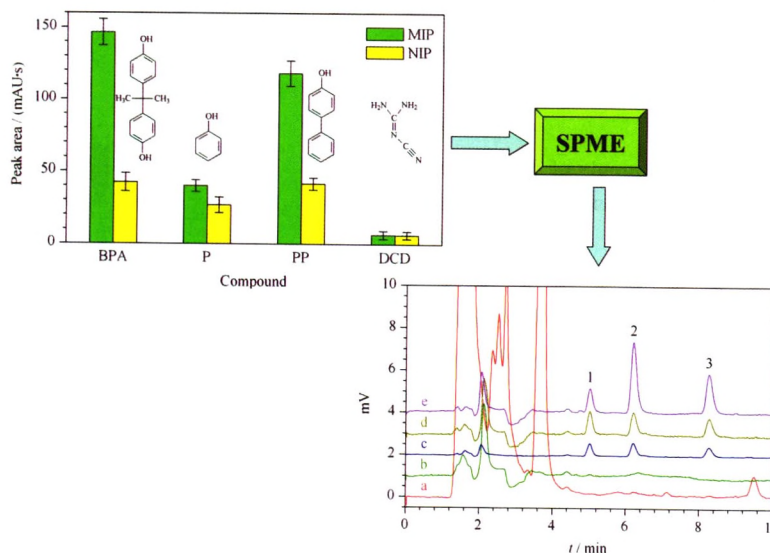 150
100
50
0
Peak area / (mAU·s)
MIP
NIP
OH
H₃C
CH₃
OH
OH
OH
H₂N
NH₂
C
N
C
N
BPA
P
PP
DCD
Compound
SPME
10
8
6
4
2
0
mV
e
d
c
b
a
1
2
3
0
2
4
6
8
10
t / min